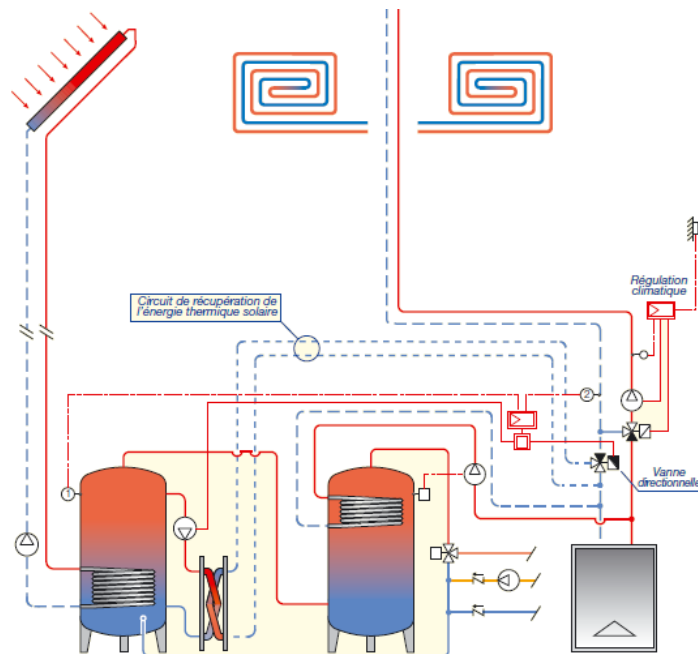 Régulation
climatique
Circuit de récupération de
l'énergie thermique solaire
2
1
Vanne
directionnelle